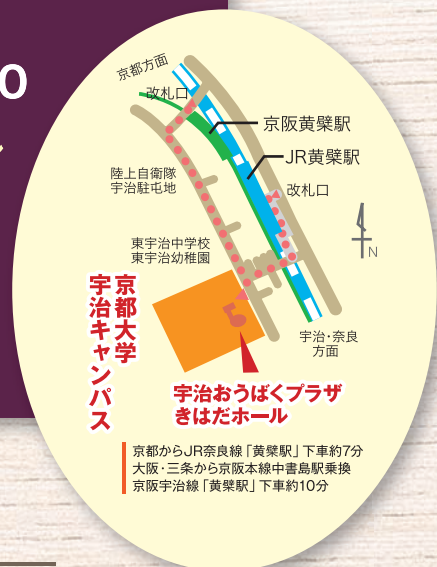 0
京都方面
改札口
京阪黄檗駅
JR黄檗駅
改札口
陸上自衛隊
宇治駐屯地
東宇治中学校
東宇治幼稚園
N
京都大学
宇治キャンパス
宇治・奈良
方面
宇治おうばくプラザ
きはだホール
京都からJR奈良線「黄檗駅」下車約7分
大阪・三条から京阪本線中書島駅乗換
京阪宇治線「黄檗駅」下車約10分